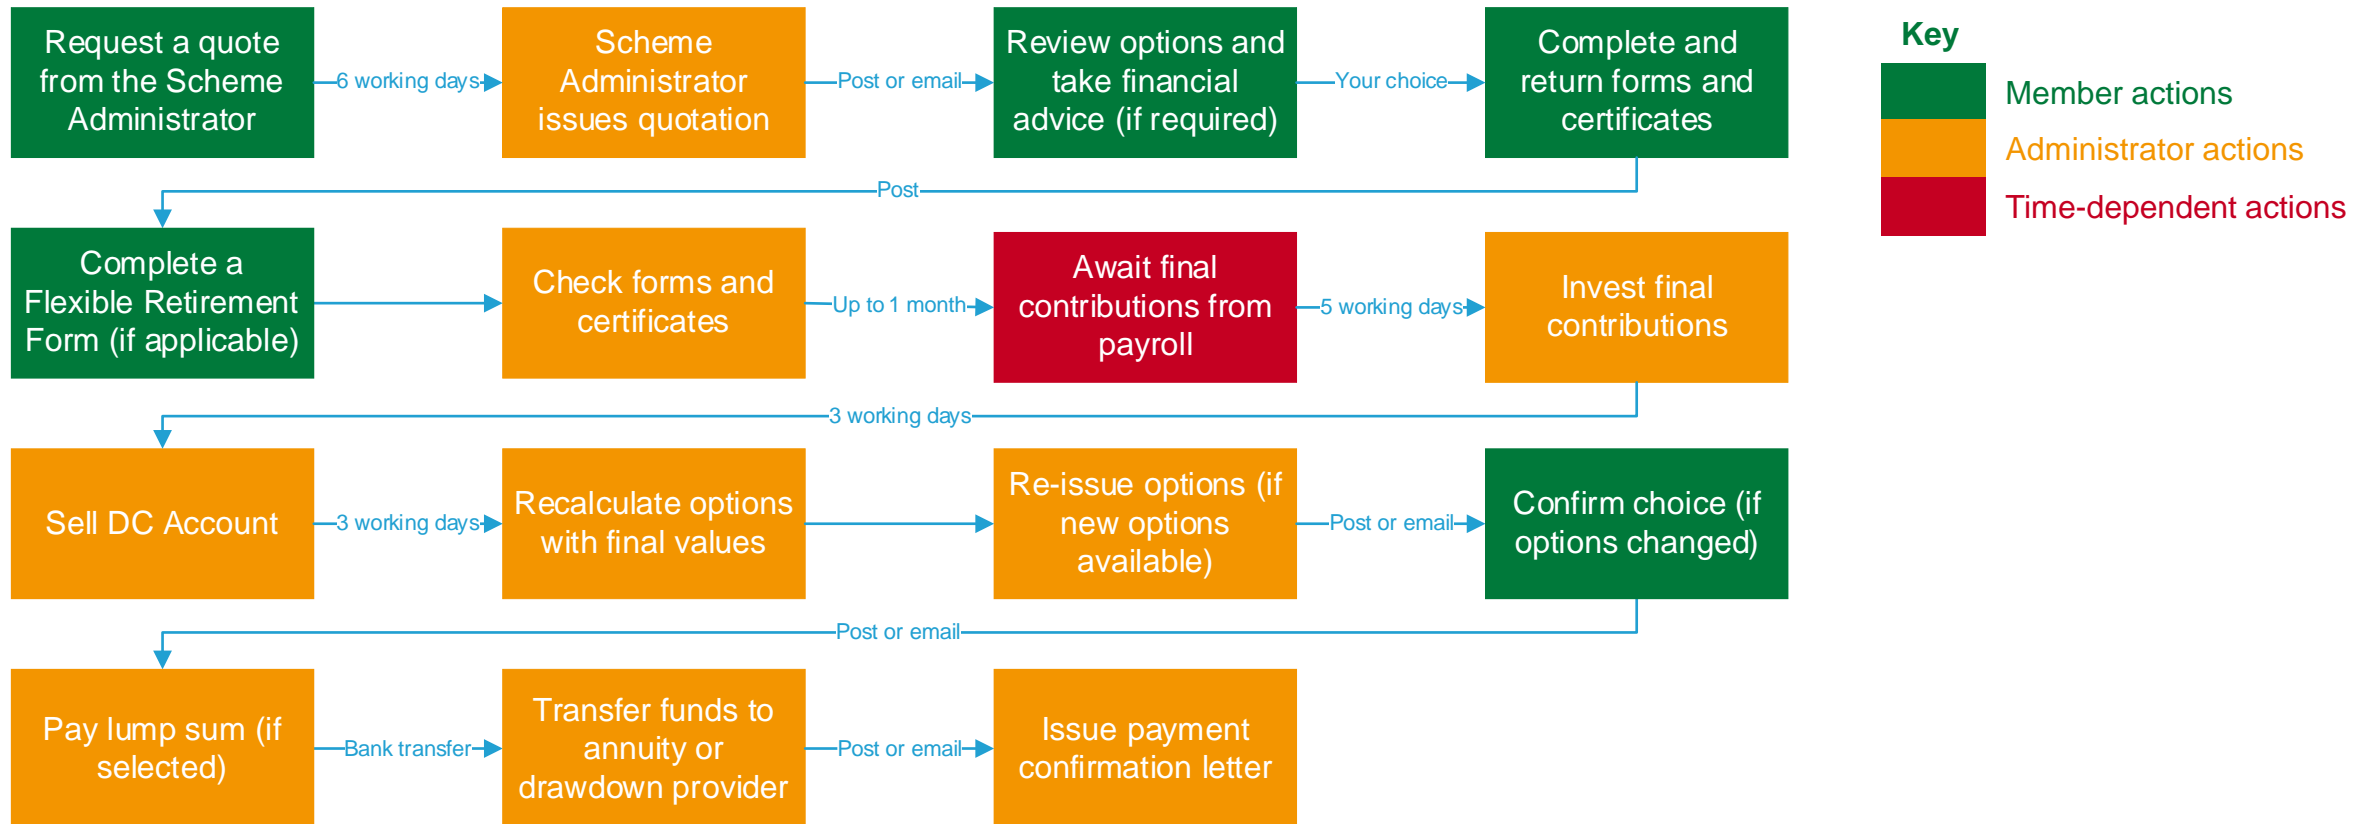 Request a quote
from the Scheme
Administrator
6 working days
Scheme
Administrator
issues quotation
Post or email
Review options and
take financial
advice (if required)
Your choice
Complete and
return forms and
certificates
Key
Member actions
Administrator actions
Time-dependent actions
Post
Complete a
Flexible Retirement
Form (if applicable)
Check forms and
certificates
Up to 1 month
Await final
contributions from
payroll
5 working days
Invest final
contributions
3 working days
Sell DC Account
3 working days
Recalculate options
with final values
Re-issue options (if
new options
available)
Post or email
Confirm choice (if
options changed)
Post or email
Pay lump sum (if
selected)
Bank transfer
Transfer funds to
annuity or
drawdown provider
Post or email
Issue payment
confirmation letter